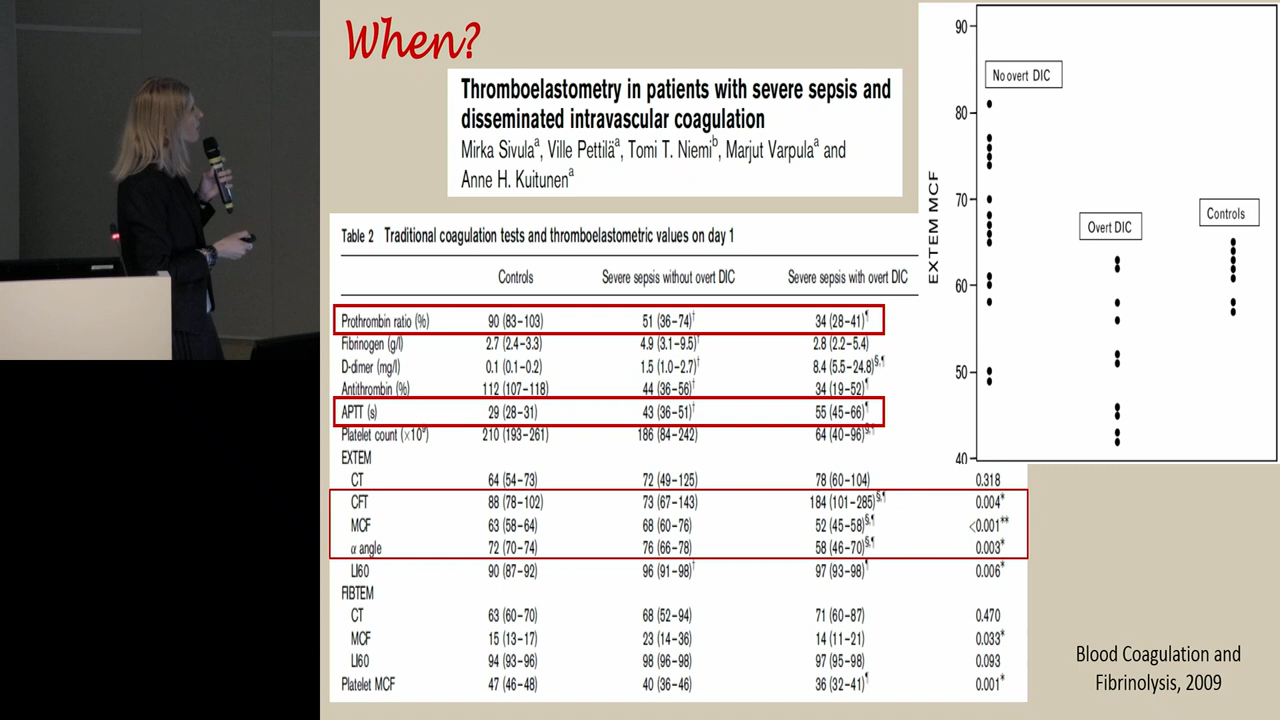 When?
Thromboelastometry in patients with severe sepsis and
disseminated intravascular coagulation
Mirka Sivulaᵃ, Ville Pettiläᵃ, Tomi T. Niemiᵇ, Marjut Varpulaᵃ and
Anne H. Kuitunenᵃ
Table 2 Traditional coagulation tests and thromboelastometric values on day 1
Controls Severe sepsis without overt DIC Severe sepsis with overt DIC
Prothrombin ratio (%) 90 (83–103) 51 (36–74)† 34 (28–41)¶
Fibrinogen (g/l) 2.7 (2.4–3.3) 4.9 (3.1–9.5)† 2.8 (2.2–5.4)
D-dimer (mg/l) 0.1 (0.1–0.2) 1.5 (1.0–2.7)† 8.4 (5.5–24.8)§,¶
Antithrombin (%) 112 (107–118) 44 (36–56)† 34 (19–52)¶
APTT (s) 29 (28–31) 43 (36–51)† 55 (45–66)¶
Platelet count (×10⁹) 210 (193–261) 186 (84–242) 64 (40–96)§,¶
EXTEM
CT 64 (54–73) 72 (49–125) 78 (60–104) 0.318
CFT 88 (78–102) 73 (67–143) 184 (101–285)§,¶ 0.004*
MCF 63 (58–64) 68 (60–76) 52 (45–58)§,¶ <0.001**
α angle 72 (70–74) 76 (66–78) 58 (46–70)§,¶ 0.003*
LI60 90 (87–92) 96 (91–98)† 97 (93–98)¶ 0.006*
FIBTEM
CT 63 (60–70) 68 (52–94) 71 (60–87) 0.470
MCF 15 (13–17) 23 (14–36) 14 (11–21) 0.033*
LI60 94 (93–96) 98 (96–98) 97 (95–98) 0.093
Platelet MCF 47 (46–48) 40 (36–46) 36 (32–41)¶ 0.001*
EXTEM MCF
90
80
70
60
50
40
No overt DIC
Overt DIC
Controls
Blood Coagulation and
Fibrinolysis, 2009